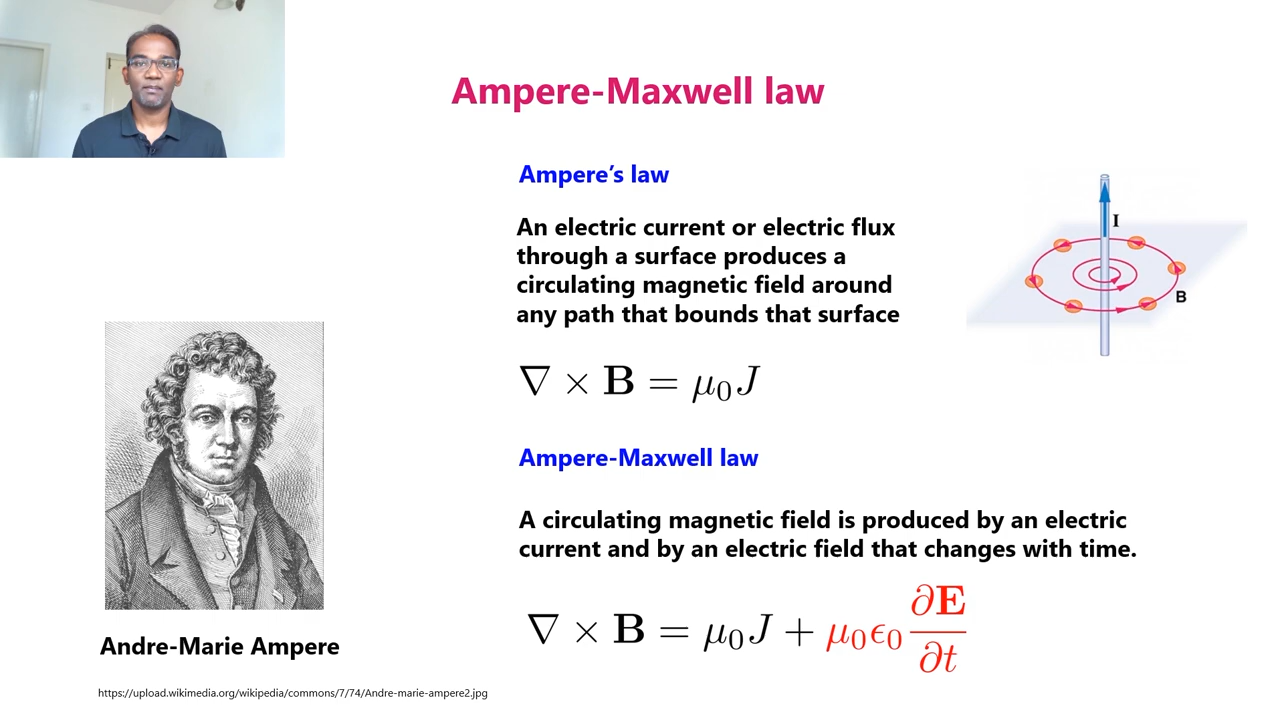 Ampere-Maxwell law
Ampere’s law
An electric current or electric flux
through a surface produces a
circulating magnetic field around
any path that bounds that surface
I
B
∇ × B = μ₀J
Ampere-Maxwell law
A circulating magnetic field is produced by an electric
current and by an electric field that changes with time.
∇ × B = μ₀J + μ₀ϵ₀ ∂E/∂t
Andre-Marie Ampere
https://upload.wikimedia.org/wikipedia/commons/7/74/Andre-marie-ampere2.jpg